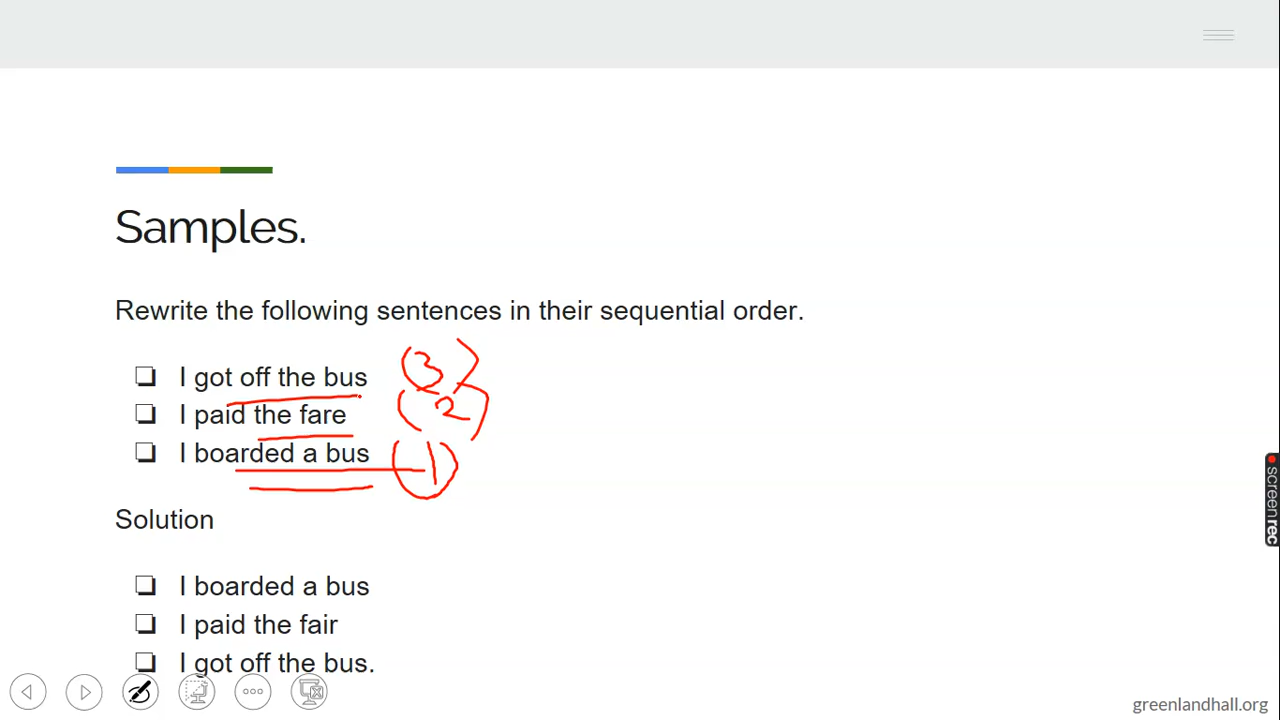 Samples.
Rewrite the following sentences in their sequential order.
I got off the bus (3)
I paid the fare (2)
I boarded a bus (1)
Solution
I boarded a bus
I paid the fair
I got off the bus.
greenlandhall.org
screenrec